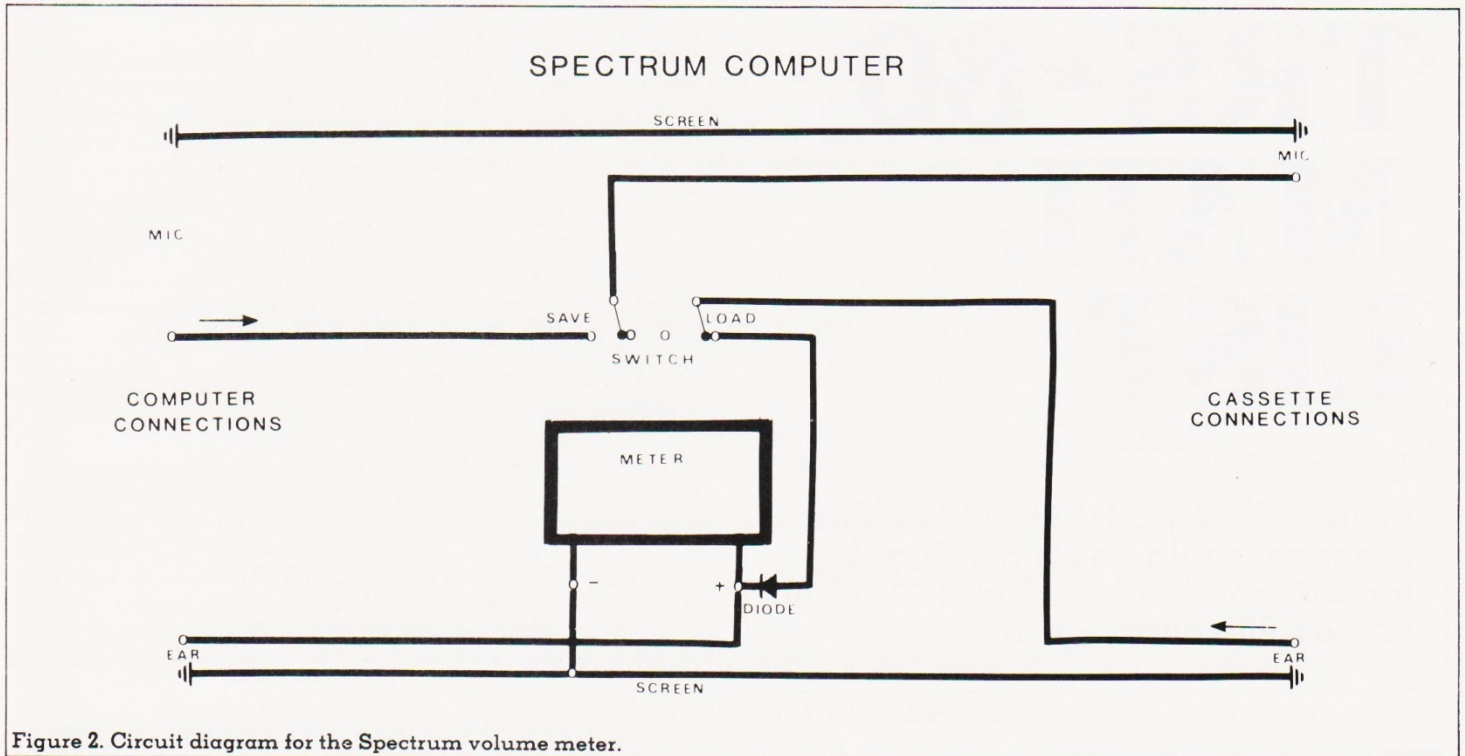 SPECTRUM COMPUTER
SCREEN
MIC
MIC
SAVE
LOAD
SWITCH
COMPUTER
CONNECTIONS
CASSETTE
CONNECTIONS
METER
-
+
DIODE
EAR
EAR
SCREEN
Figure 2. Circuit diagram for the Spectrum volume meter.